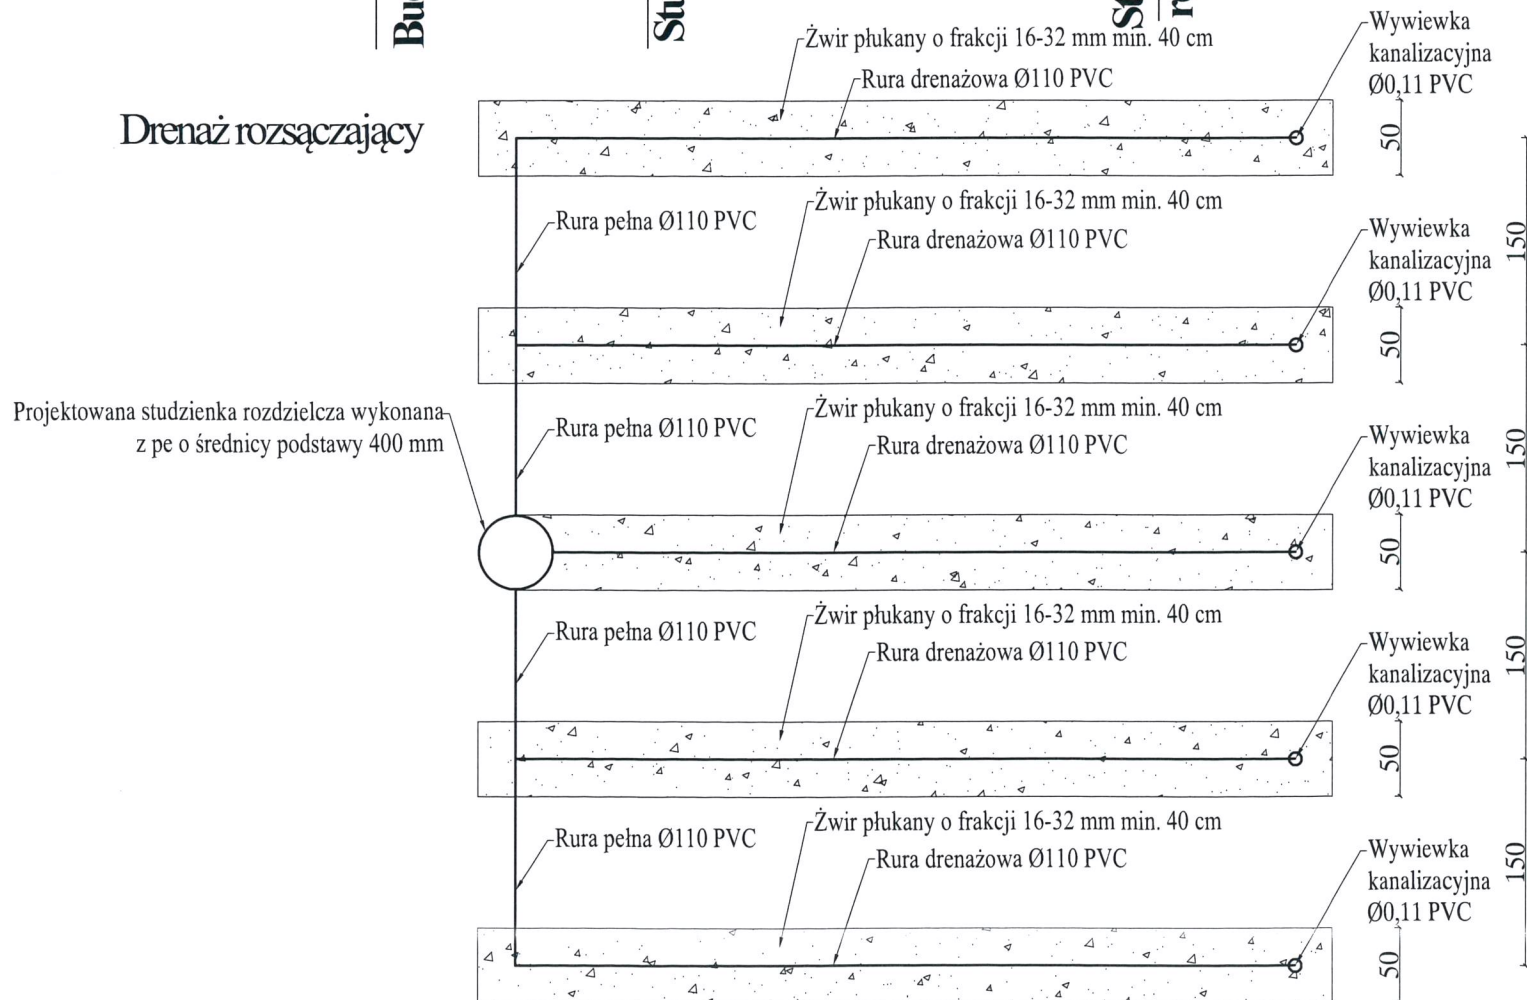 Żwir płukany o frakcji 16-32 mm min. 40 cm
Rura drenażowa Ø110 PVC
Wywiewka
kanalizacyjna
Ø0,11 PVC
50
Drenaż rozsączający
Rura pełna Ø110 PVC
Żwir płukany o frakcji 16-32 mm min. 40 cm
Rura drenażowa Ø110 PVC
Wywiewka
kanalizacyjna
Ø0,11 PVC
150
50
Projektowana studzienka rozdzielcza wykonana
z pe o średnicy podstawy 400 mm
Rura pełna Ø110 PVC
Żwir płukany o frakcji 16-32 mm min. 40 cm
Rura drenażowa Ø110 PVC
Wywiewka
kanalizacyjna
Ø0,11 PVC
150
50
Rura pełna Ø110 PVC
Żwir płukany o frakcji 16-32 mm min. 40 cm
Rura drenażowa Ø110 PVC
Wywiewka
kanalizacyjna
Ø0,11 PVC
150
50
Rura pełna Ø110 PVC
Żwir płukany o frakcji 16-32 mm min. 40 cm
Rura drenażowa Ø110 PVC
Wywiewka
kanalizacyjna
Ø0,11 PVC
150
50